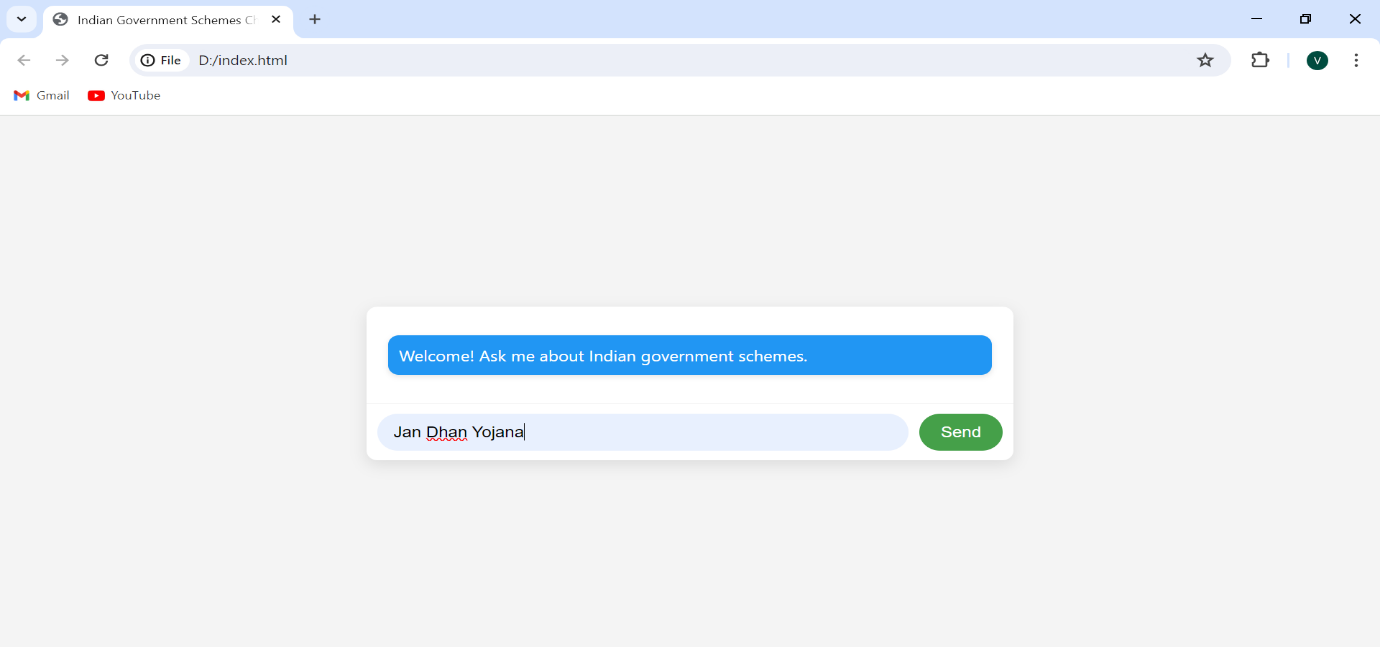 Indian Government Schemes C
File D:/index.html
V
Gmail YouTube
Welcome! Ask me about Indian government schemes.
Jan Dhan Yojana Send